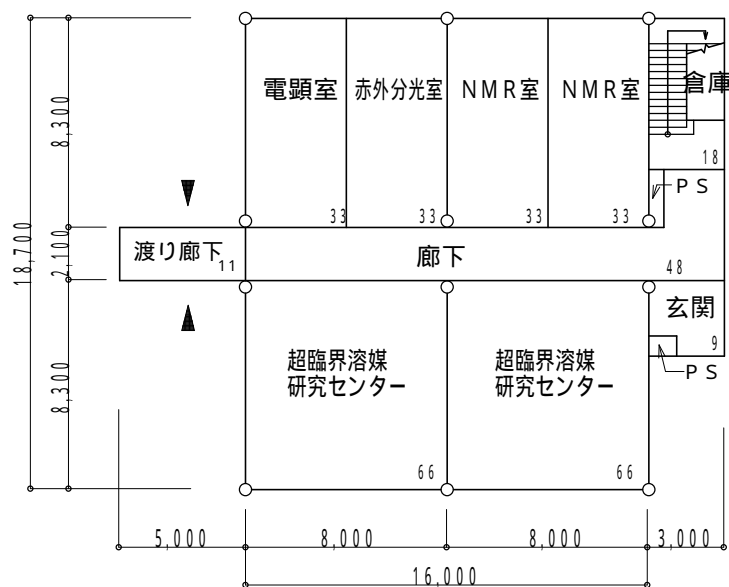 電顕室
赤外分光室
NMR室
NMR室
倉庫
33
33
33
33
18
PS
渡り廊下
11
廊下
48
玄関
9
PS
超臨界溶媒
研究センター
66
超臨界溶媒
研究センター
66
18,700
8,300
2,100
8,300
5,000
8,000
8,000
3,000
16,000